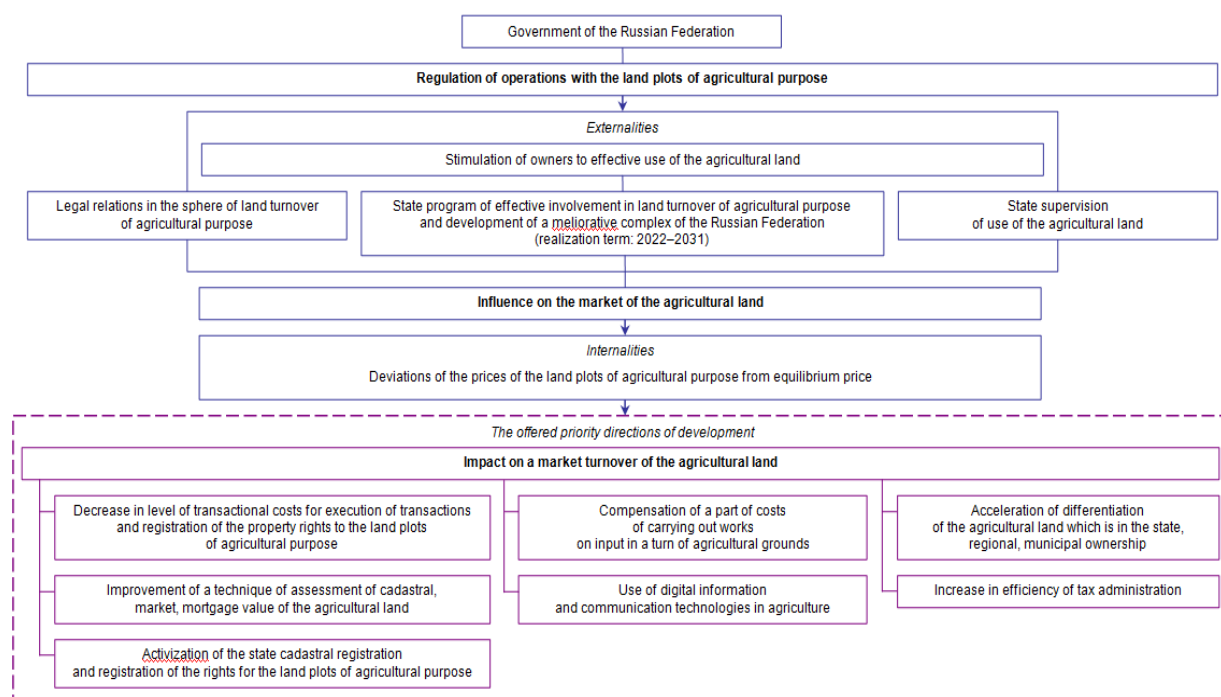 Government of the Russian Federation
Regulation of operations with the land plots of agricultural purpose
Externalities
Stimulation of owners to effective use of the agricultural land
Legal relations in the sphere of land turnover
of agricultural purpose
State program of effective involvement in land turnover of agricultural purpose
and development of a meliorative complex of the Russian Federation
(realization term: 2022–2031)
State supervision
of use of the agricultural land
Influence on the market of the agricultural land
Internalities
Deviations of the prices of the land plots of agricultural purpose from equilibrium price
The offered priority directions of development
Impact on a market turnover of the agricultural land
Decrease in level of transactional costs for execution of transactions
and registration of the property rights to the land plots
of agricultural purpose
Improvement of a technique of assessment of cadastral,
market, mortgage value of the agricultural land
Activization of the state cadastral registration
and registration of the rights for the land plots of agricultural purpose
Compensation of a part of costs
of carrying out works
on input in a turn of agricultural grounds
Use of digital information
and communication technologies in agriculture
Acceleration of differentiation
of the agricultural land which is in the state,
regional, municipal ownership
Increase in efficiency of tax administration